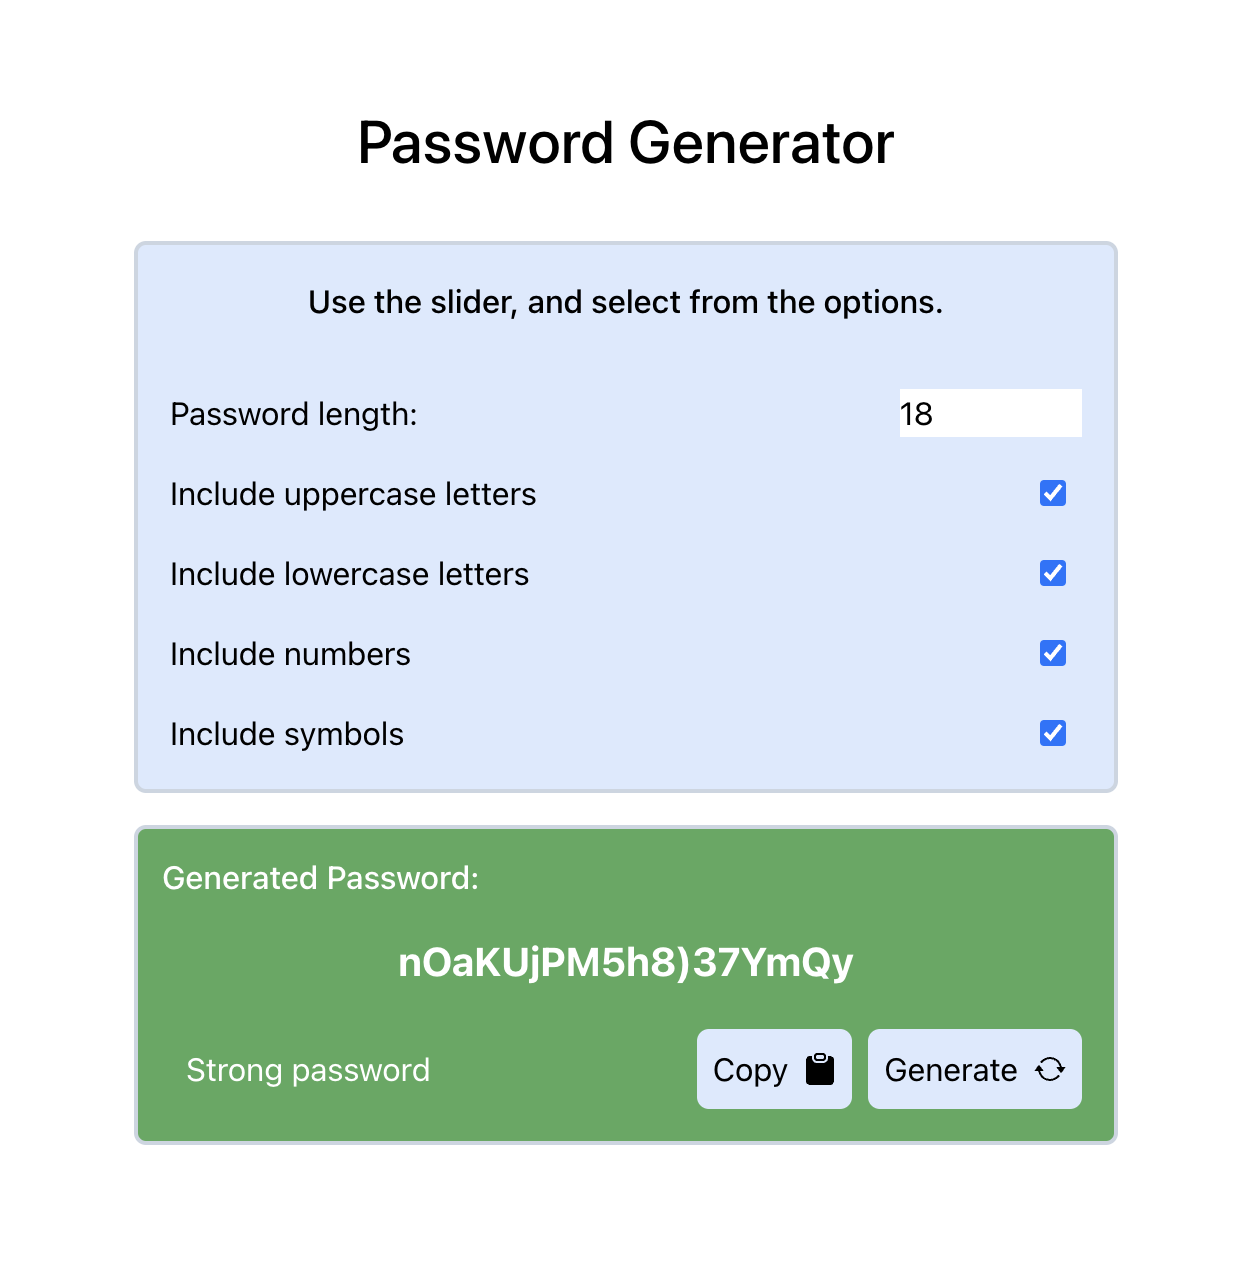 Password Generator
Use the slider, and select from the options.
Password length: 18
Include uppercase letters
Include lowercase letters
Include numbers
Include symbols
Generated Password:
nOaKUjPM5h8)37YmQy
Strong password Copy Generate